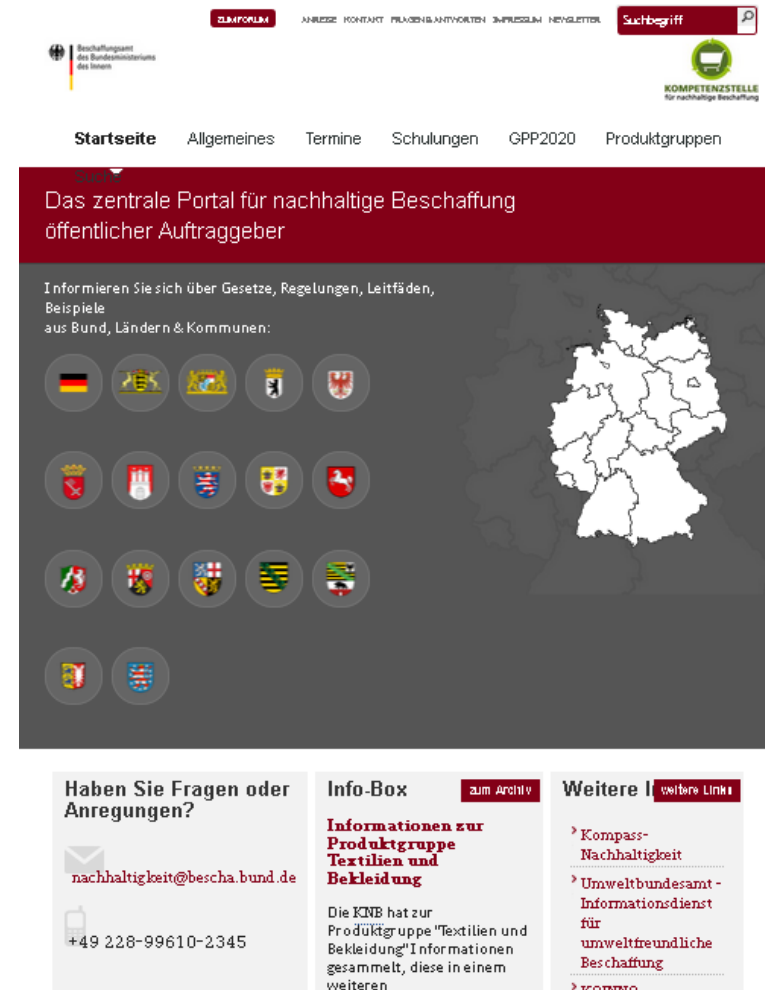 ZUM FORUM
ANREISE KONTAKT FRAGEN & ANTWORTEN IMPRESSUM NEWSLETTER
Suchbegriff
Beschaffungsamt
des Bundesministeriums
des Innern
KOMPETENZSTELLE
für nachhaltige Beschaffung
Startseite Allgemeines Termine Schulungen GPP2020 Produktgruppen
Suche
Das zentrale Portal für nachhaltige Beschaffung
öffentlicher Auftraggeber
Informieren Sie sich über Gesetze, Regelungen, Leitfäden,
Beispiele
aus Bund, Ländern & Kommunen:
Haben Sie Fragen oder
Anregungen?
nachhaltigkeit@bescha.bund.de
+49 228-99610-2345
Info-Box
zum Archiv
Informationen zur
Produktgruppe
Textilien und
Bekleidung
Die KNB hat zur
Produktgruppe "Textilien und
Bekleidung" Informationen
gesammelt, diese in einem
weiteren
Weitere
weitere Links
Kompass-
Nachhaltigkeit
Umweltbundesamt -
Informationsdienst
für
umweltfreundliche
Beschaffung
KOINNO